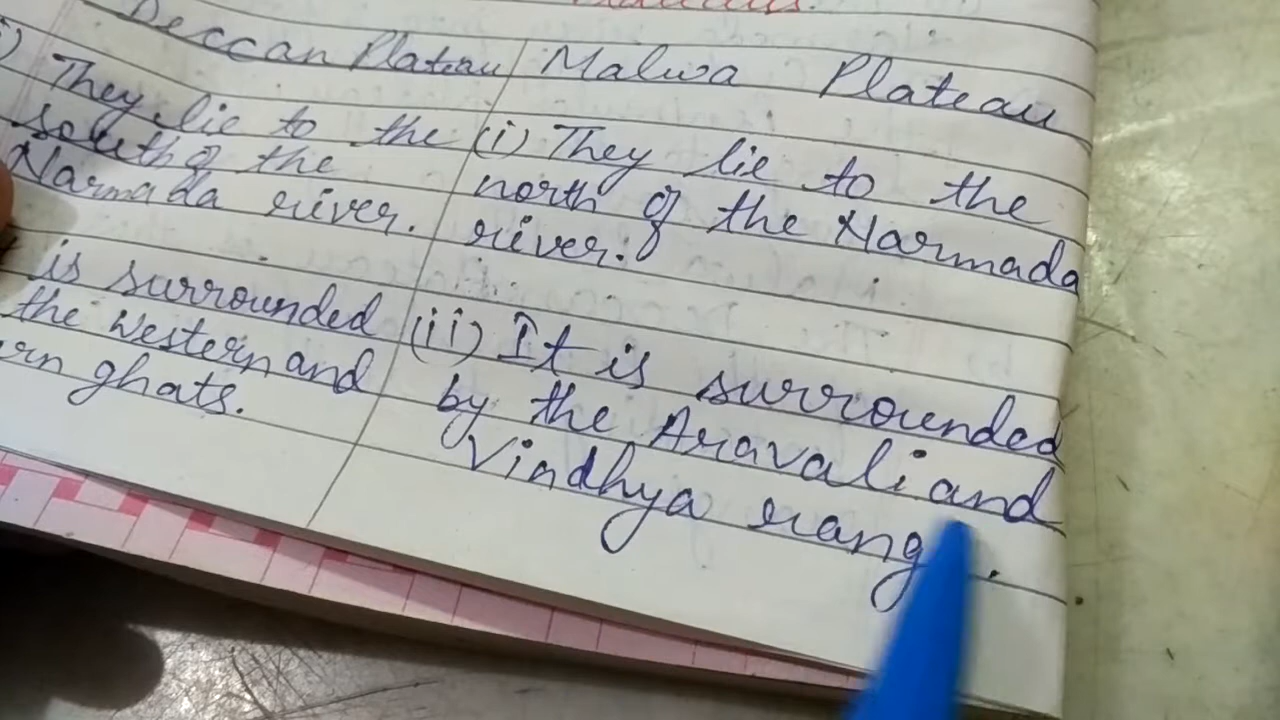 Deccan Plateau
They lie to the
south of the
Narmada river.
is surrounded
the Western and
ern ghats.
Malwa Plateau
(i) They lie to the
north of the Narmada
river.
(ii) It is surrounded
by the Aravali and
Vindhya rang